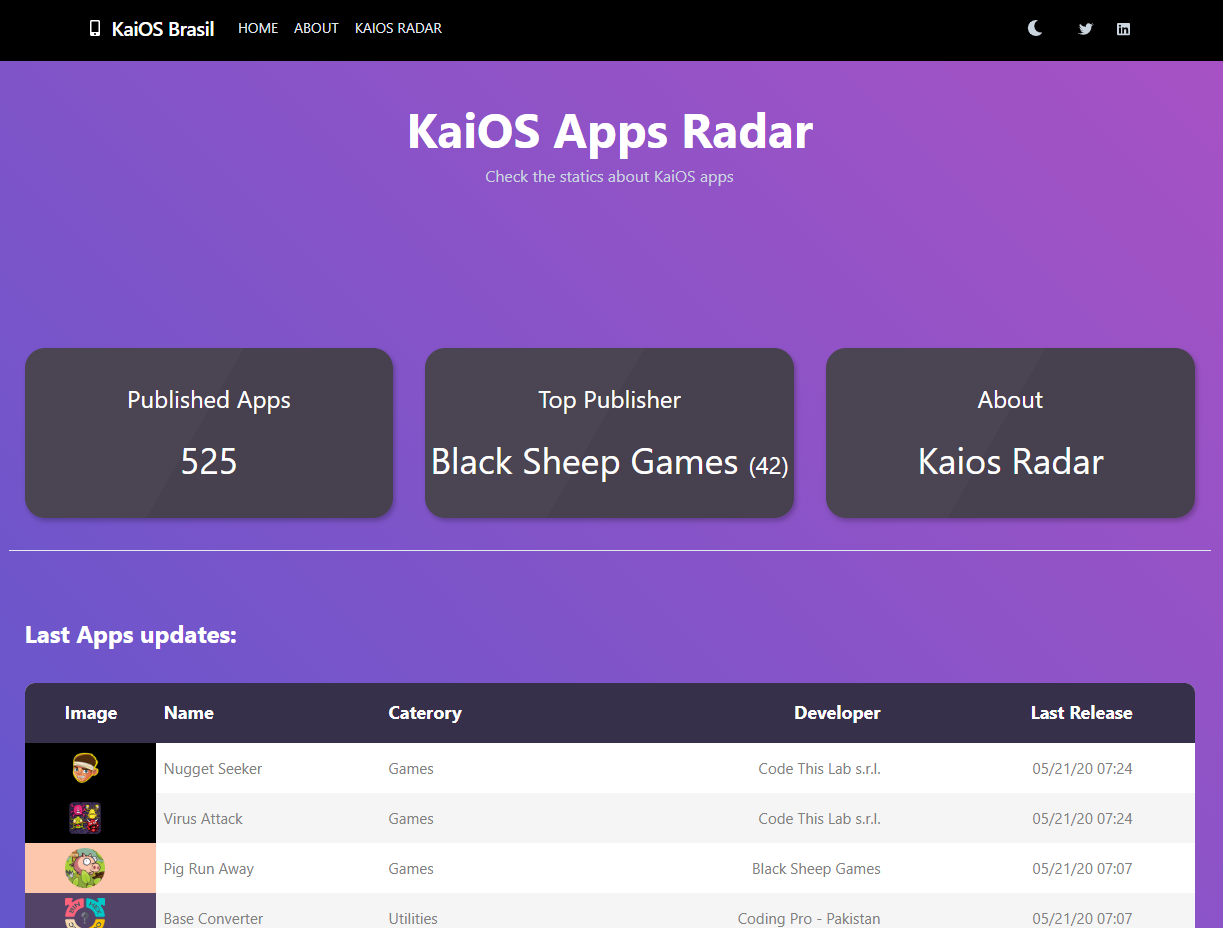 KaiOS Brasil HOME ABOUT KAIOS RADAR
KaiOS Apps Radar
Check the statics about KaiOS apps
Published Apps
525
Top Publisher
Black Sheep Games (42)
About
Kaios Radar
Last Apps updates:
Image Name Caterory Developer Last Release
Nugget Seeker Games Code This Lab s.r.l. 05/21/20 07:24
Virus Attack Games Code This Lab s.r.l. 05/21/20 07:24
Pig Run Away Games Black Sheep Games 05/21/20 07:07
Base Converter Utilities Coding Pro - Pakistan 05/21/20 07:07